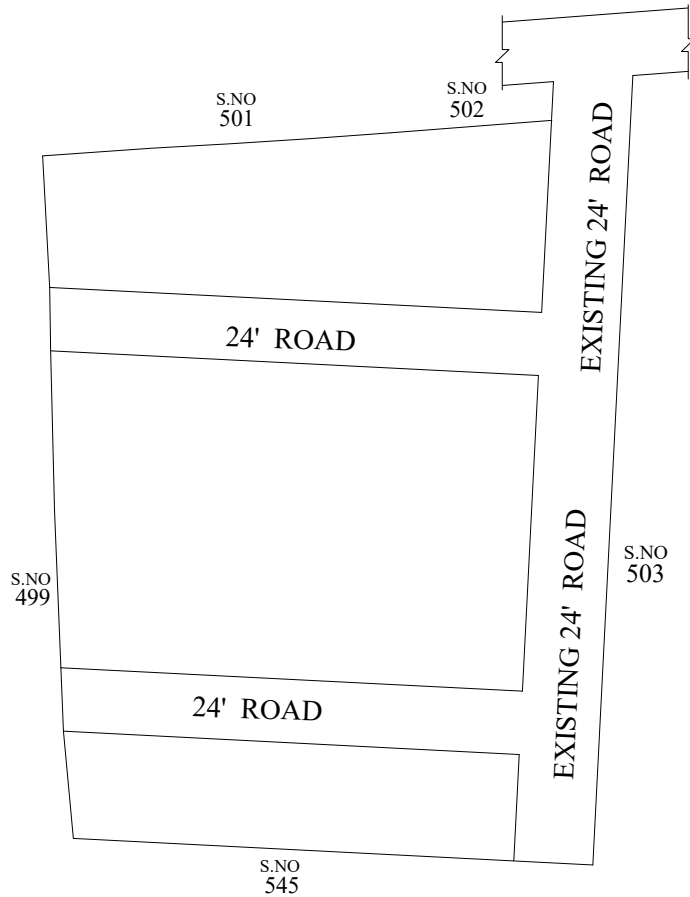 S.NO
501
S.NO
502
EXISTING 24' ROAD
24' ROAD
S.NO
499
EXISTING 24' ROAD
S.NO
503
24' ROAD
S.NO
545